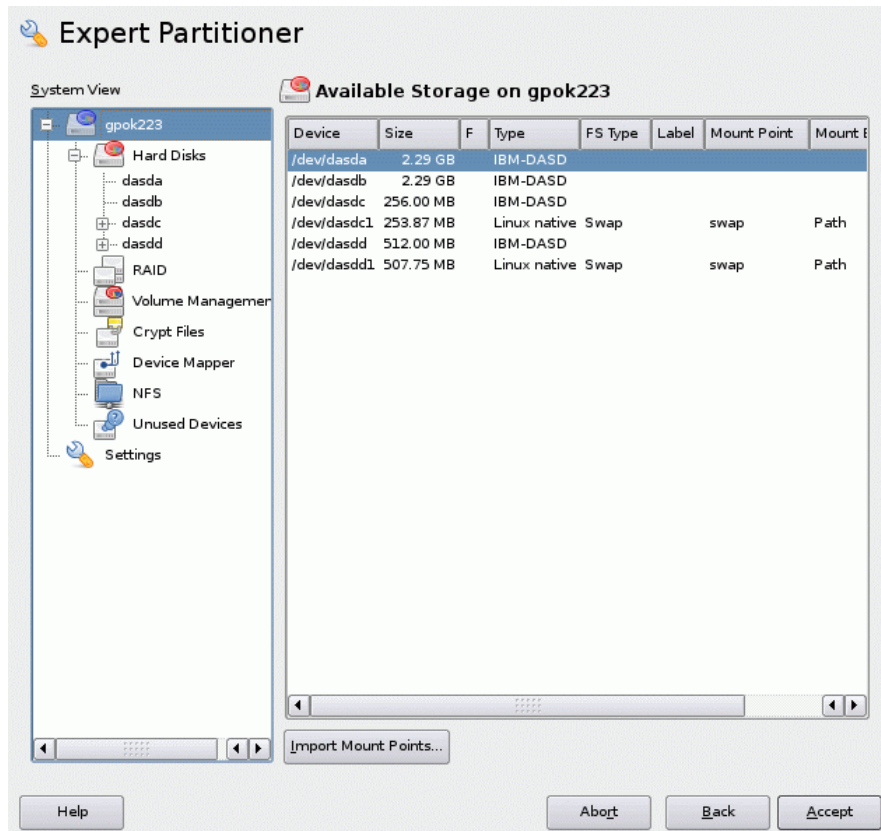 Expert Partitioner
System View
gpok223
Hard Disks
dasda
dasdb
dasdc
dasdd
RAID
Volume Managemen
Crypt Files
Device Mapper
NFS
Unused Devices
Settings
Available Storage on gpok223
Device Size F Type FS Type Label Mount Point Mount B
/dev/dasda 2.29 GB IBM-DASD
/dev/dasdb 2.29 GB IBM-DASD
/dev/dasdc 256.00 MB IBM-DASD
/dev/dasdc1 253.87 MB Linux native Swap swap Path
/dev/dasdd 512.00 MB IBM-DASD
/dev/dasdd1 507.75 MB Linux native Swap swap Path
Import Mount Points...
Help Abort Back Accept